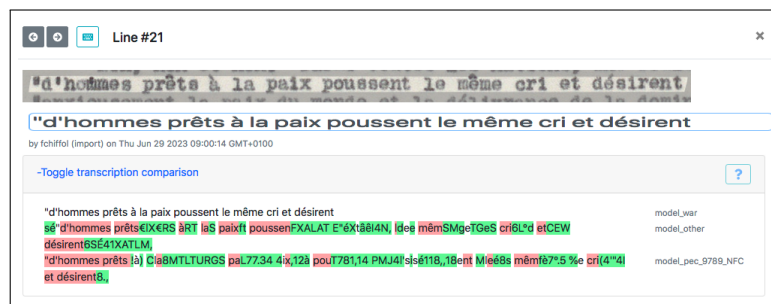 Line #21
×
"d'hommes prêts à la paix poussent le même cri et désirent
"d'hommes prêts à la paix poussent le même cri et désirent
by fchiffol (import) on Thu Jun 29 2023 09:00:14 GMT+0100
-Toggle transcription comparison
?
"d'hommes prêts à la paix poussent le même cri et désirent model_war
sé"d'hommes prêts€IX€RS àRT laS paixft poussenFXALAT E"éXtâêl4N, ldee mêmSMgeTGeS cri6L°d etCEW model_other
désirent6SÉ41XATLM,
"d'hommes prêts !à) Cla8MTLTURGS paL77.34 4ix,12à pouT781,14 PMJ4l'sisé118,,18ent Mleé8s mêmfè7°.5 %e cri(4'"4l model_pec_9789_NFC
et désirent8.,